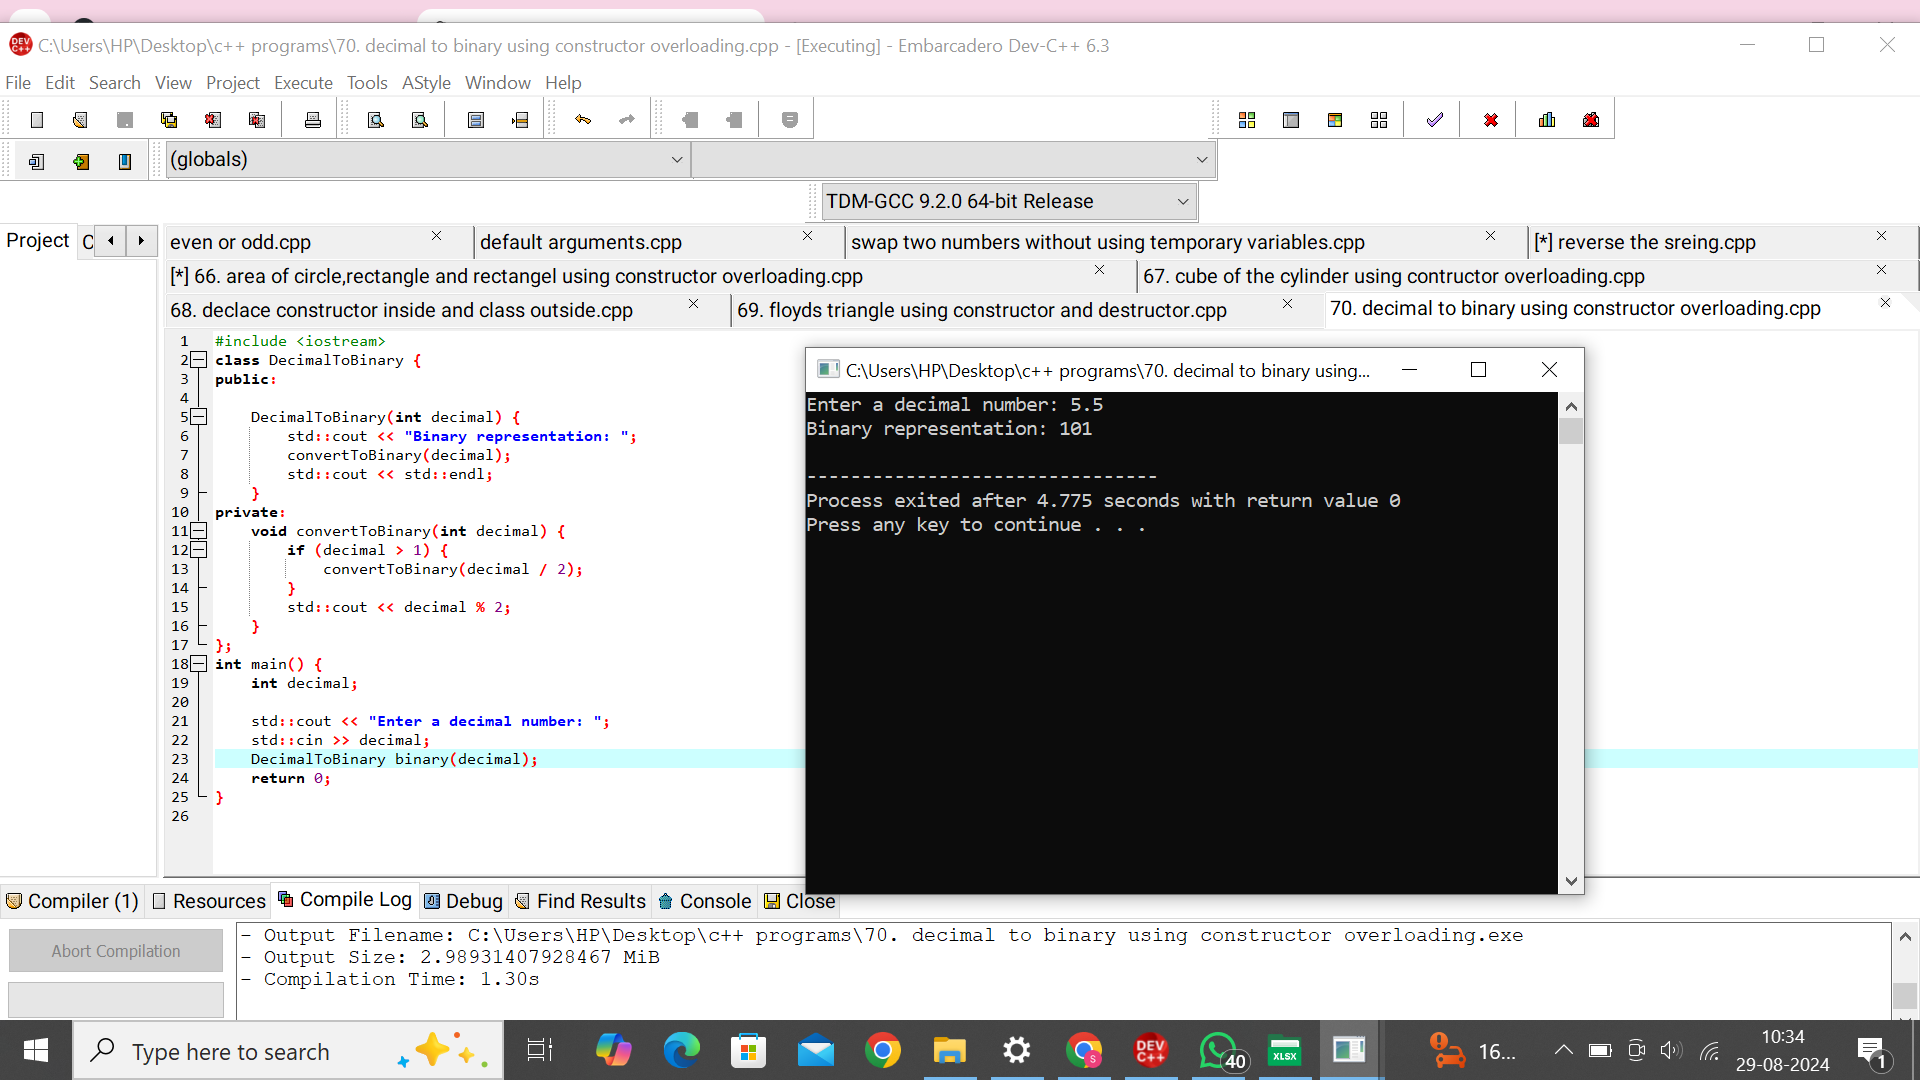 C:\Users\HP\Desktop\c++ programs\70. decimal to binary using constructor overloading.cpp - [Executing] - Embarcadero Dev-C++ 6.3
File Edit Search View Project Execute Tools AStyle Window Help
(globals)
TDM-GCC 9.2.0 64-bit Release
Project
even or odd.cpp default arguments.cpp swap two numbers without using temporary variables.cpp [*] reverse the sreing.cpp
[*] 66. area of circle,rectangle and rectangel using constructor overloading.cpp 67. cube of the cylinder using contructor overloading.cpp
68. declace constructor inside and class outside.cpp 69. floyds triangle using constructor and destructor.cpp 70. decimal to binary using constructor overloading.cpp
1 #include <iostream>
2 class DecimalToBinary {
3 public:
4
5 DecimalToBinary(int decimal) {
6 std::cout << "Binary representation: ";
7 convertToBinary(decimal);
8 std::cout << std::endl;
9 }
10 private:
11 void convertToBinary(int decimal) {
12 if (decimal > 1) {
13 convertToBinary(decimal / 2);
14 }
15 std::cout << decimal % 2;
16 }
17 };
18 int main() {
19 int decimal;
20
21 std::cout << "Enter a decimal number: ";
22 std::cin >> decimal;
23 DecimalToBinary binary(decimal);
24 return 0;
25 }
26
C:\Users\HP\Desktop\c++ programs\70. decimal to binary using...
Enter a decimal number: 5.5
Binary representation: 101
--------------------------------
Process exited after 4.775 seconds with return value 0
Press any key to continue . . .
Compiler (1) Resources Compile Log Debug Find Results Console Close
Abort Compilation
- Output Filename: C:\Users\HP\Desktop\c++ programs\70. decimal to binary using constructor overloading.exe
- Output Size: 2.98931407928467 MiB
- Compilation Time: 1.30s
Type here to search
S
DEV C++
40
XLSX
16...
10:34
29-08-2024
1